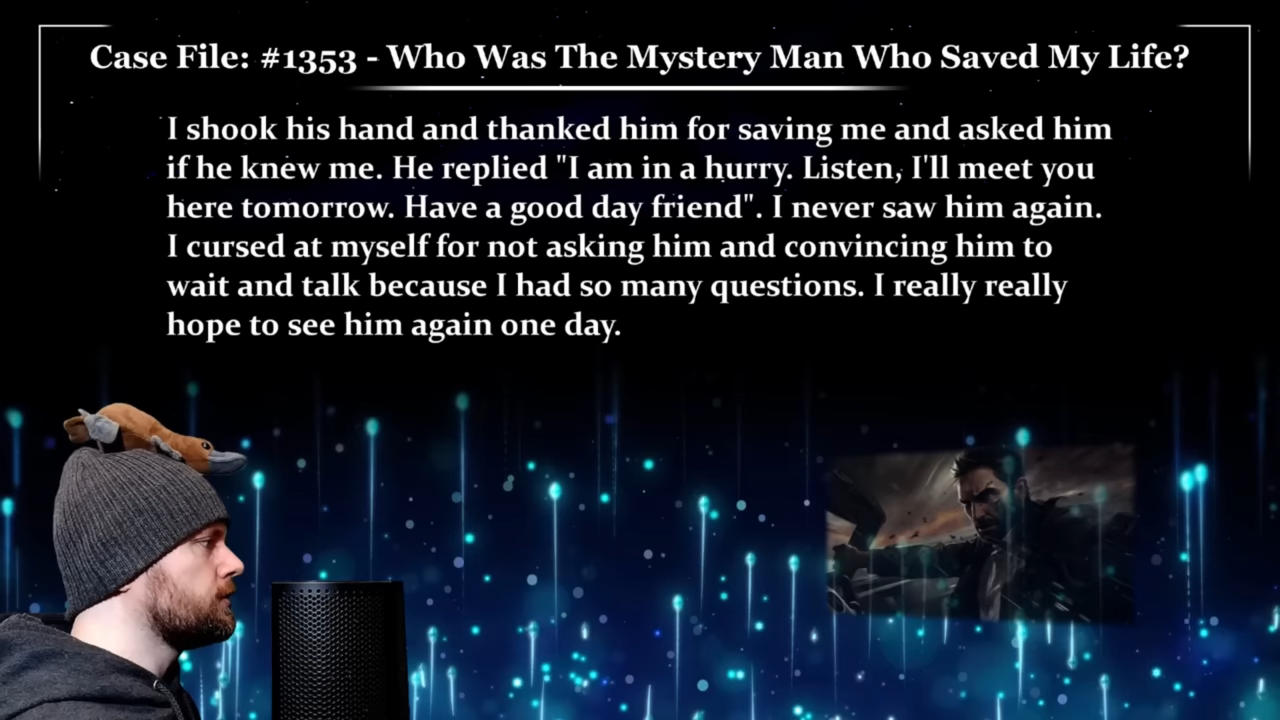 Case File: #1353 - Who Was The Mystery Man Who Saved My Life?
I shook his hand and thanked him for saving me and asked him
if he knew me. He replied "I am in a hurry. Listen, I'll meet you
here tomorrow. Have a good day friend". I never saw him again.
I cursed at myself for not asking him and convincing him to
wait and talk because I had so many questions. I really really
hope to see him again one day.